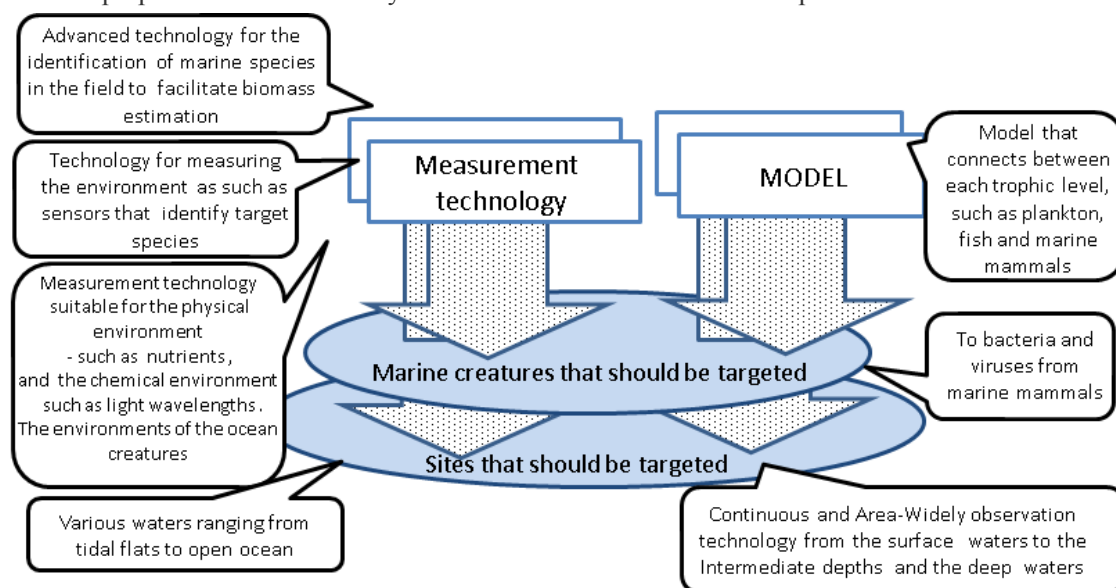 Advanced technology for the
identification of marine species
in the field to facilitate biomass
estimation
Technology for measuring
the environment as such as
sensors that identify target
species
Measurement technology
suitable for the physical
environment
- such as nutrients,
and the chemical environment
such as light wavelengths.
The environments of the ocean
creatures
Various waters ranging from
tidal flats to open ocean
Measurement
technology
MODEL
Model that
connects between
each trophic level,
such as plankton,
fish and marine
mammals
Marine creatures that should be targeted
To bacteria and
viruses from
marine mammals
Sites that should be targeted
Continuous and Area-Widely observation
technology from the surface waters to the
Intermediate depths and the deep waters